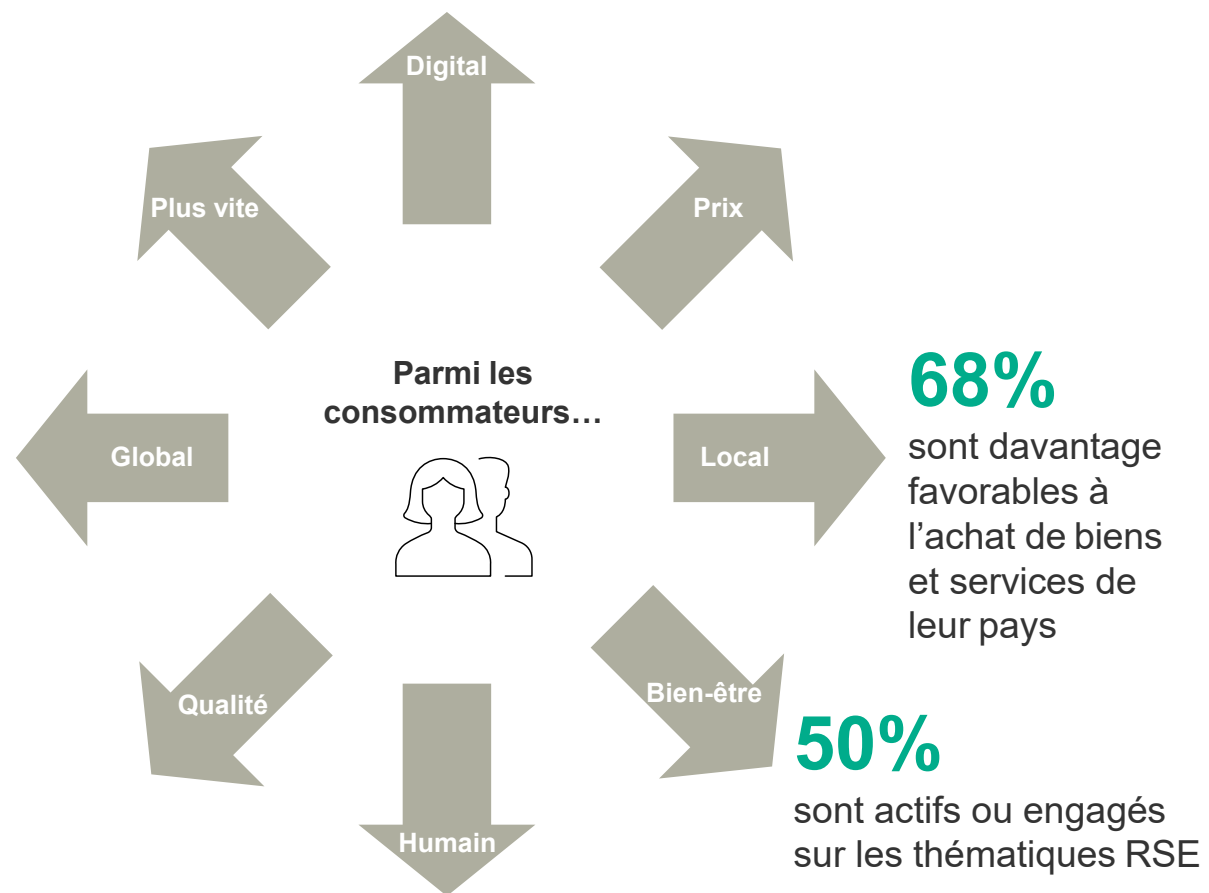 Digital
Plus vite
Prix
Parmi les
consommateurs…
Global
Local
68%
sont davantage
favorables à
l’achat de biens
et services de
leur pays
Qualité
Bien-être
50%
sont actifs ou engagés
sur les thématiques RSE
Humain